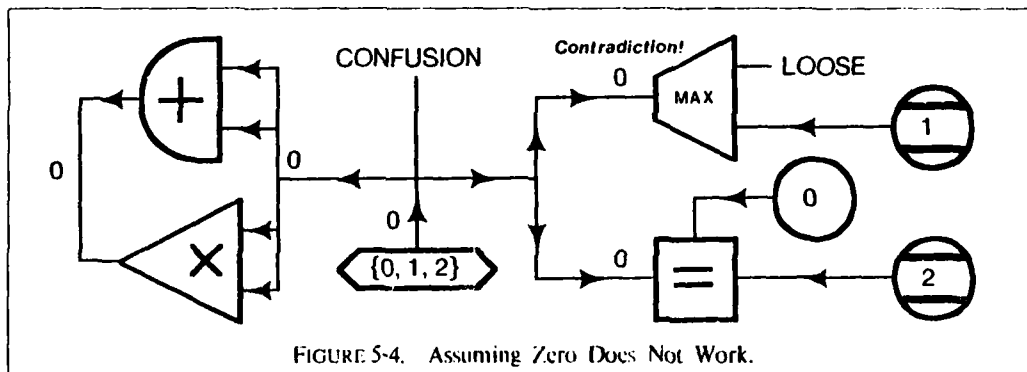 Contradiction!
CONFUSION
0
LOOSE
MAX
+
1
0
0
0
0
0
{0, 1, 2}
×
=
2
FIGURE 5-4. Assuming Zero Does Not Work.